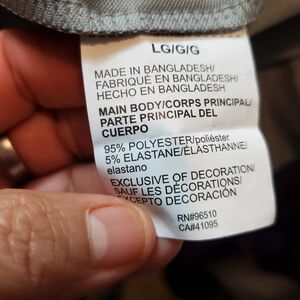 LG/G/G
MADE IN BANGLADESH/
FABRIQUÉ EN BANGLADESH/
HECHO EN BANGLADESH
MAIN BODY/CORPS PRINCIPAL/
PARTE PRINCIPAL DEL
CUERPO
95% POLYESTER/poliéster
5% ELASTANE/ÉLASTHANNE/
elastano
EXCLUSIVE OF DECORATION/
SAUF LES DÉCORATIONS/
EXCEPTO DECORACIÓN
RN#96510
CA#41095